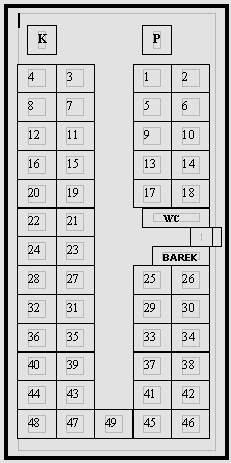 K P
4 3 1 2
8 7 5 6
12 11 9 10
16 15 13 14
20 19 17 18
22 21 WC
24 23 BAREK
28 27 25 26
32 31 29 30
36 35 33 34
40 39 37 38
44 43 41 42
48 47 49 45 46